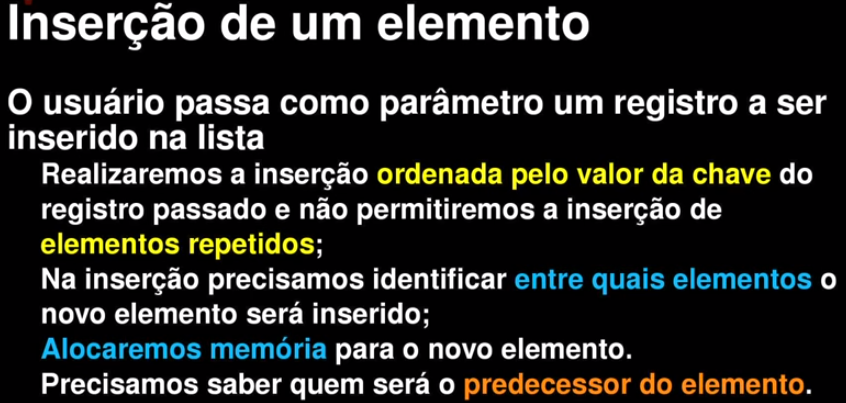 Inserção de um elemento
O usuário passa como parâmetro um registro a ser
inserido na lista
Realizaremos a inserção ordenada pelo valor da chave do
registro passado e não permitiremos a inserção de
elementos repetidos;
Na inserção precisamos identificar entre quais elementos o
novo elemento será inserido;
Alocaremos memória para o novo elemento.
Precisamos saber quem será o predecessor do elemento.